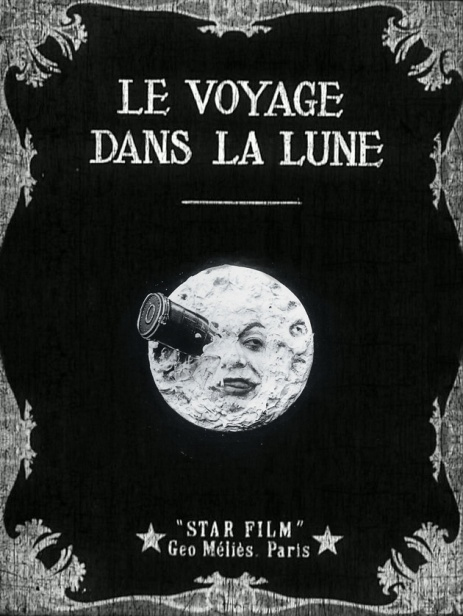 LE VOYAGE
DANS LA LUNE
"STAR FILM"
Geo Méliès. Paris